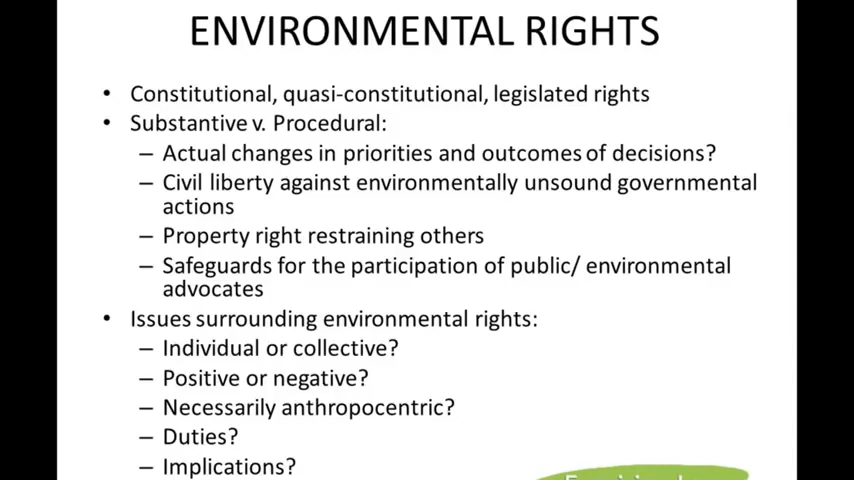 ENVIRONMENTAL RIGHTS
• Constitutional, quasi-constitutional, legislated rights
• Substantive v. Procedural:
– Actual changes in priorities and outcomes of decisions?
– Civil liberty against environmentally unsound governmental
actions
– Property right restraining others
– Safeguards for the participation of public/ environmental
advocates
• Issues surrounding environmental rights:
– Individual or collective?
– Positive or negative?
– Necessarily anthropocentric?
– Duties?
– Implications?